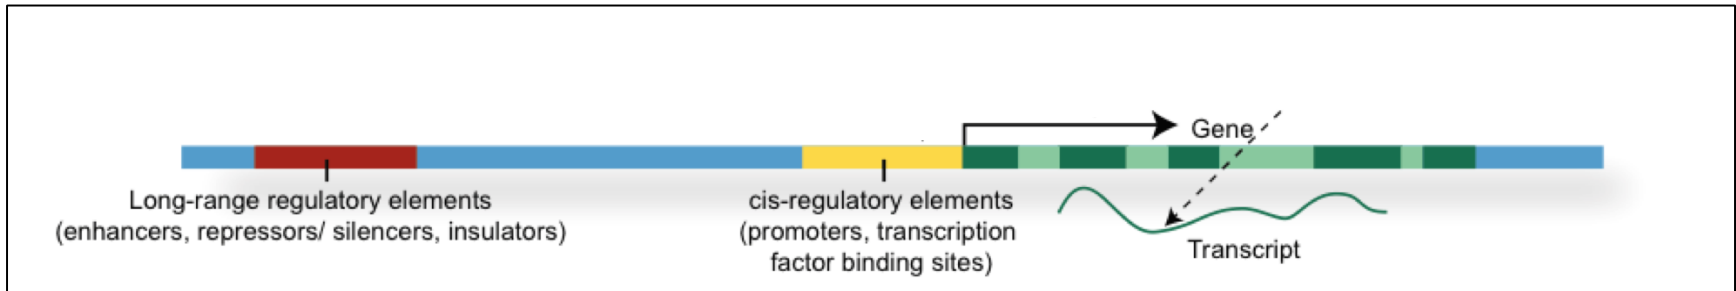 Gene
Long-range regulatory elements
(enhancers, repressors/ silencers, insulators)
cis-regulatory elements
(promoters, transcription
factor binding sites)
Transcript